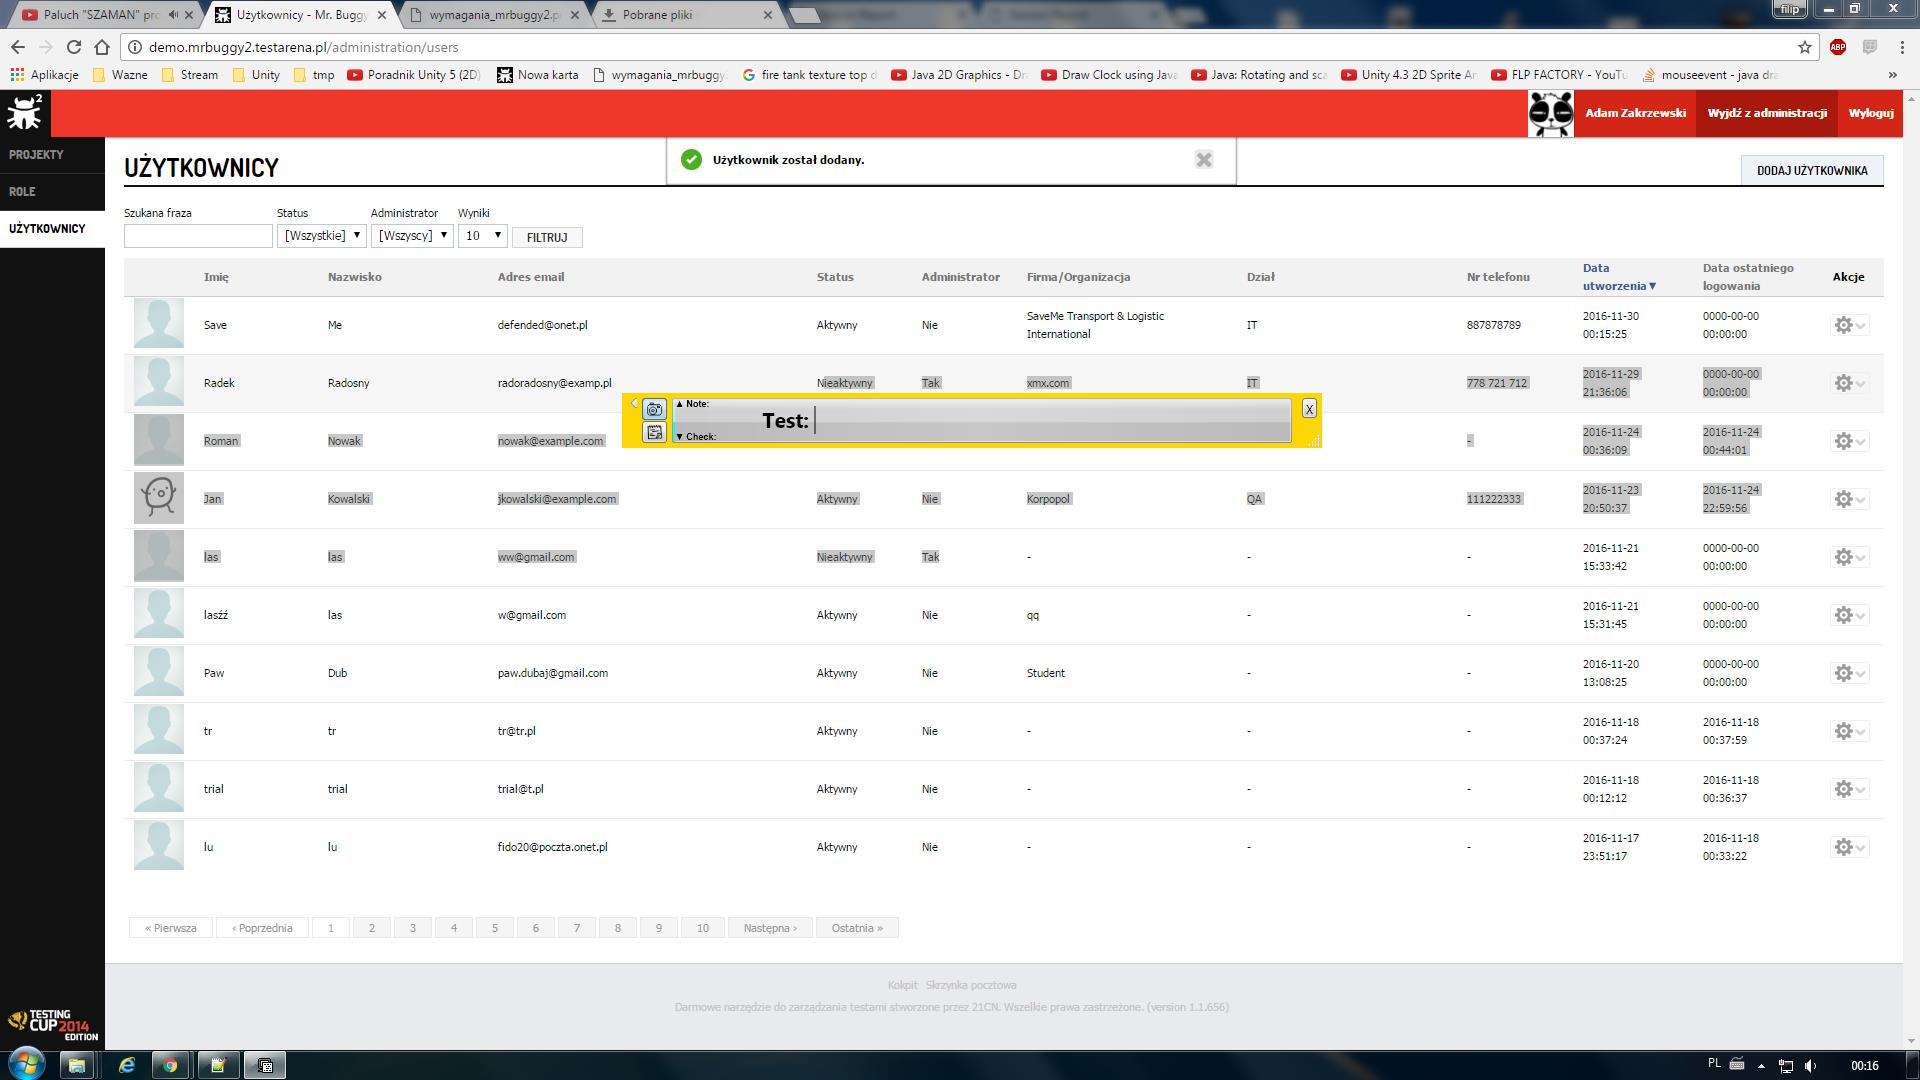 Paluch "SZAMAN" pro
Użytkownicy - Mr. Buggy
wymagania_mrbuggy2.p
Pobrane pliki
filip
demo.mrbuggy2.testarena.pl/administration/users
ABP
Aplikacje Wazne Stream Unity tmp Poradnik Unity 5 (2D) Nowa karta wymagania_mrbuggy. fire tank texture top d Java 2D Graphics - Dr Draw Clock using Java Java: Rotating and sca Unity 4.3 2D Sprite An FLP FACTORY - YouTu mouseevent - java dra »
2
Adam Zakrzewski Wyjdź z administracji Wyloguj
PROJEKTY
ROLE
UŻYTKOWNICY
UŻYTKOWNICY
Użytkownik został dodany.
DODAJ UŻYTKOWNIKA
Szukana fraza Status Administrator Wyniki
[Wszystkie] [Wszyscy] 10 FILTRUJ
Imię Nazwisko Adres email Status Administrator Firma/Organizacja Dział Nr telefonu Data utworzenia▼ Data ostatniego logowania Akcje
Save Me defended@onet.pl Aktywny Nie SaveMe Transport & Logistic International IT 887878789 2016-11-30 00:15:25 0000-00-00 00:00:00
Radek Radosny radoradosny@examp.pl Nieaktywny Tak xmx.com IT 778 721 712 2016-11-29 21:36:06 0000-00-00 00:00:00
▲ Note:
Test:
▼ Check:
X
Roman Nowak nowak@example.com - 2016-11-24 00:36:09 2016-11-24 00:44:01
Jan Kowalski jkowalski@example.com Aktywny Nie Korpopol QA 111222333 2016-11-23 20:50:37 2016-11-24 22:59:56
las las ww@gmail.com Nieaktywny Tak - - - 2016-11-21 15:33:42 0000-00-00 00:00:00
lasźź las w@gmail.com Aktywny Nie qq - - 2016-11-21 15:31:45 0000-00-00 00:00:00
Paw Dub paw.dubaj@gmail.com Aktywny Nie Student - - 2016-11-20 13:08:25 0000-00-00 00:00:00
tr tr tr@tr.pl Aktywny Nie - - - 2016-11-18 00:37:24 2016-11-18 00:37:59
trial trial trial@t.pl Aktywny Nie - - - 2016-11-18 00:12:12 2016-11-18 00:36:37
lu lu fido20@poczta.onet.pl Aktywny Nie - - - 2016-11-17 23:51:17 2016-11-18 00:33:22
« Pierwsza ‹ Poprzednia 1 2 3 4 5 6 7 8 9 10 Następna › Ostatnia »
Kokpit Skrzynka pocztowa
Darmowe narzędzie do zarządzania testami stworzone przez 21CN. Wszelkie prawa zastrzeżone. (version 1.1.656)
TESTING
CUP 2014
EDITION
PL 00:16